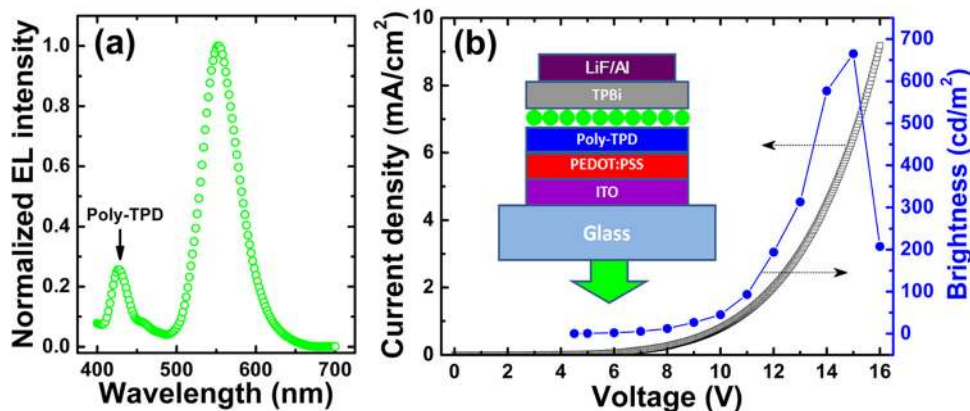 (a)
Normalized EL intensity
1.0
0.8
0.6
0.4
0.2
0.0
Poly-TPD
400 500 600 700
Wavelength (nm)
(b)
Current density (mA/cm²)
10
8
6
4
2
0
LiF/Al
TPBi
Poly-TPD
PEDOT:PSS
ITO
Glass
0 2 4 6 8 10 12 14 16
Voltage (V)
700
600
500
400
300
200
100
0
Brightness (cd/m²)